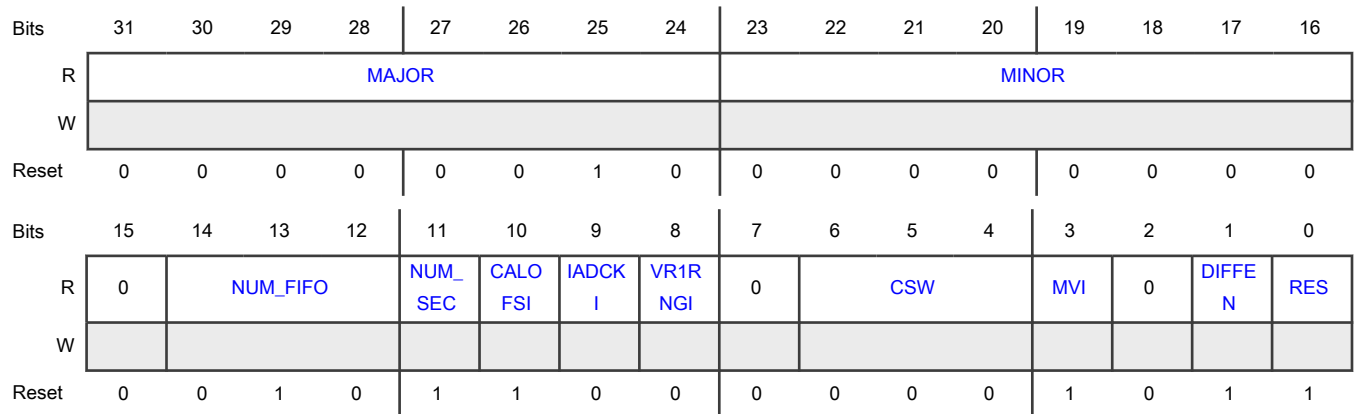 Bits 31 30 29 28 27 26 25 24 23 22 21 20 19 18 17 16
R MAJOR MINOR
W
Reset 0 0 0 0 0 0 1 0 0 0 0 0 0 0 0 0
Bits 15 14 13 12 11 10 9 8 7 6 5 4 3 2 1 0
R 0 NUM_FIFO NUM_ SEC CALO FSI IADCK I VR1R NGI 0 CSW MVI 0 DIFFE N RES
W
Reset 0 0 1 0 1 1 0 0 0 0 0 0 1 0 1 1